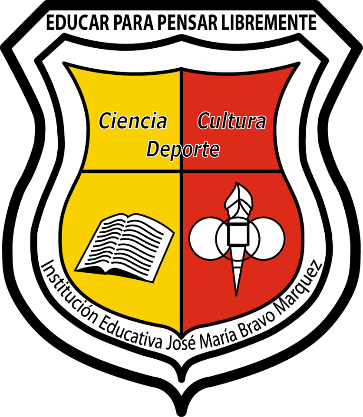 EDUCAR PARA PENSAR LIBREMENTE
Ciencia Cultura
Deporte
Institución Educativa José María Bravo Marquez